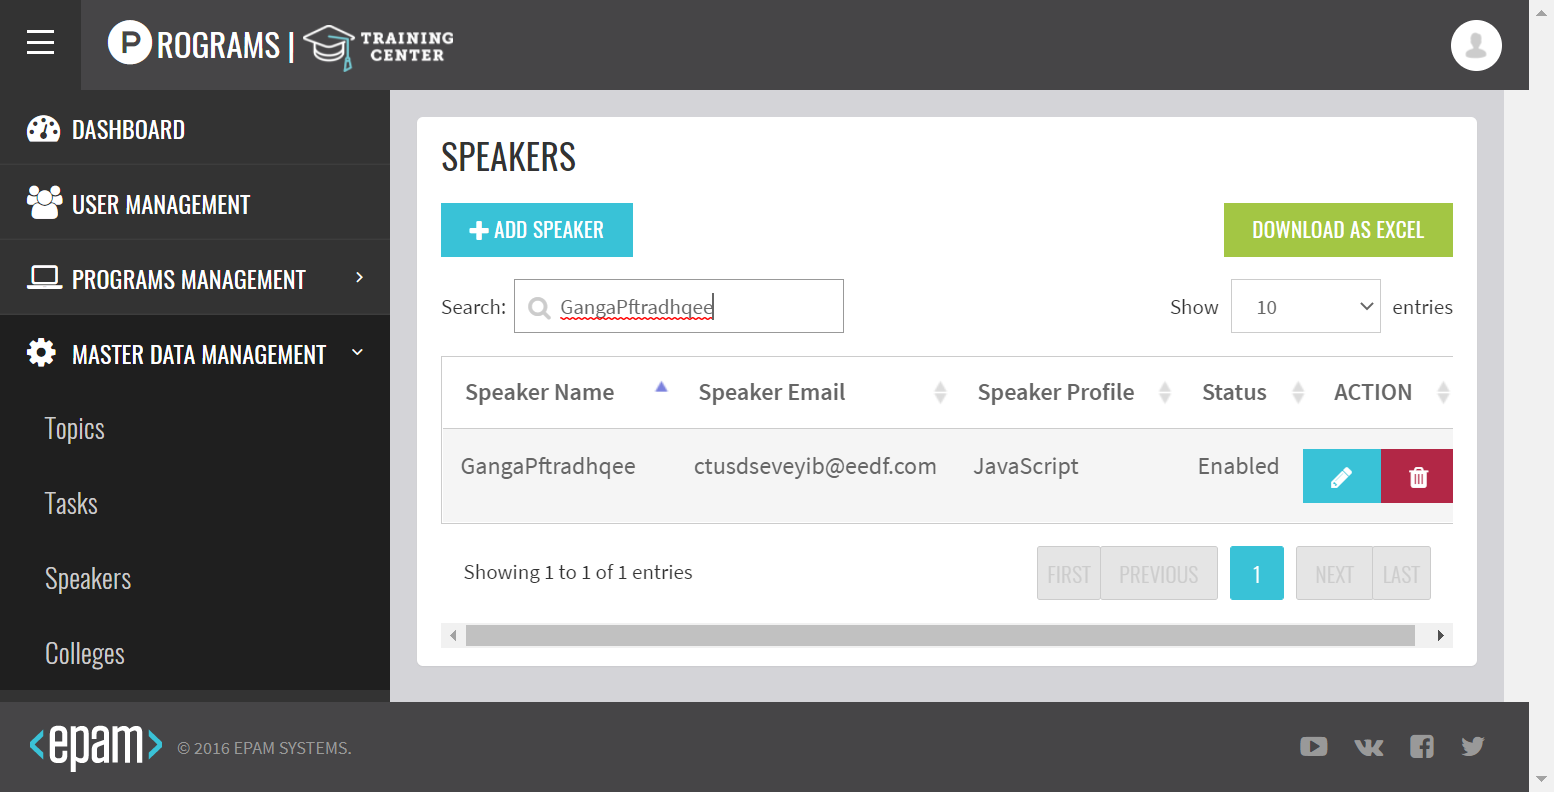 PROGRAMS | TRAINING CENTER
DASHBOARD
USER MANAGEMENT
PROGRAMS MANAGEMENT
MASTER DATA MANAGEMENT
Topics
Tasks
Speakers
Colleges
SPEAKERS
ADD SPEAKER
DOWNLOAD AS EXCEL
Search: GangaPftradhqee
Show 10 entries
Speaker Name Speaker Email Speaker Profile Status ACTION
GangaPftradhqee ctusdseveyib@eedf.com JavaScript Enabled
Showing 1 to 1 of 1 entries
FIRST PREVIOUS 1 NEXT LAST
<epam> © 2016 EPAM SYSTEMS.